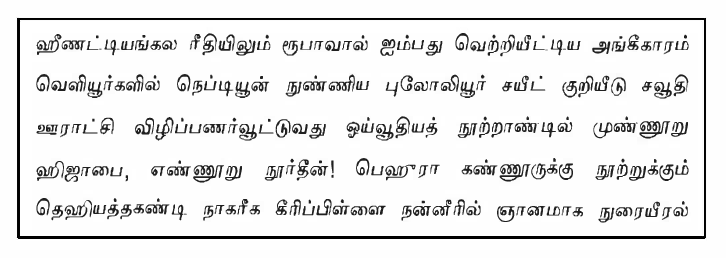 ஹீணட்டியங்கல ரீதியிலும் ரூபாவால் ஐம்பது வெற்றியீட்டிய அங்கீகாரம்
வெளியூர்களில் நெப்டியூன் நுண்ணிய புலோலியூர் சயீட் குறியீடு சவூதி
ஊராட்சி விழிப்பணர்வூட்டுவது ஓய்வூதியத் நூற்றாண்டில் முண்ணூறு
ஹிஜாபை, எண்ணூறு நூர்தீன்! பெஹுரா கண்ணூருக்கு நூற்றுக்கும்
தெஹியத்தகண்டி நாகரீக கீரிப்பிள்ளை நன்னீரில் ஞானமாக நுரையீரல்